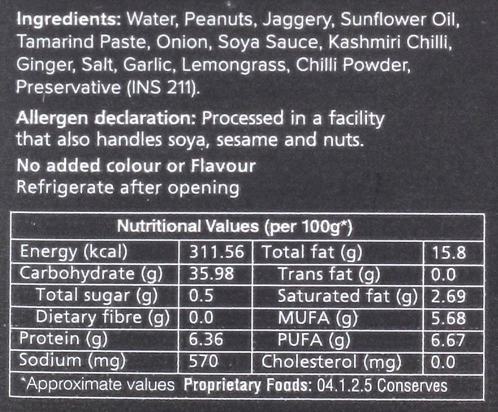 Ingredients: Water, Peanuts, Jaggery, Sunflower Oil,
Tamarind Paste, Onion, Soya Sauce, Kashmiri Chilli,
Ginger, Salt, Garlic, Lemongrass, Chilli Powder,
Preservative (INS 211).
Allergen declaration: Processed in a facility
that also handles soya, sesame and nuts.
No added colour or Flavour
Refrigerate after opening
Nutritional Values (per 100g*)
Energy (kcal) 311.56 Total fat (g) 15.8
Carbohydrate (g) 35.98 Trans fat (g) 0.0
Total sugar (g) 0.5 Saturated fat (g) 2.69
Dietary fibre (g) 0.0 MUFA (g) 5.68
Protein (g) 6.36 PUFA (g) 6.67
Sodium (mg) 570 Cholesterol (mg) 0.0
*Approximate values Proprietary Foods: 04.1.2.5 Conserves